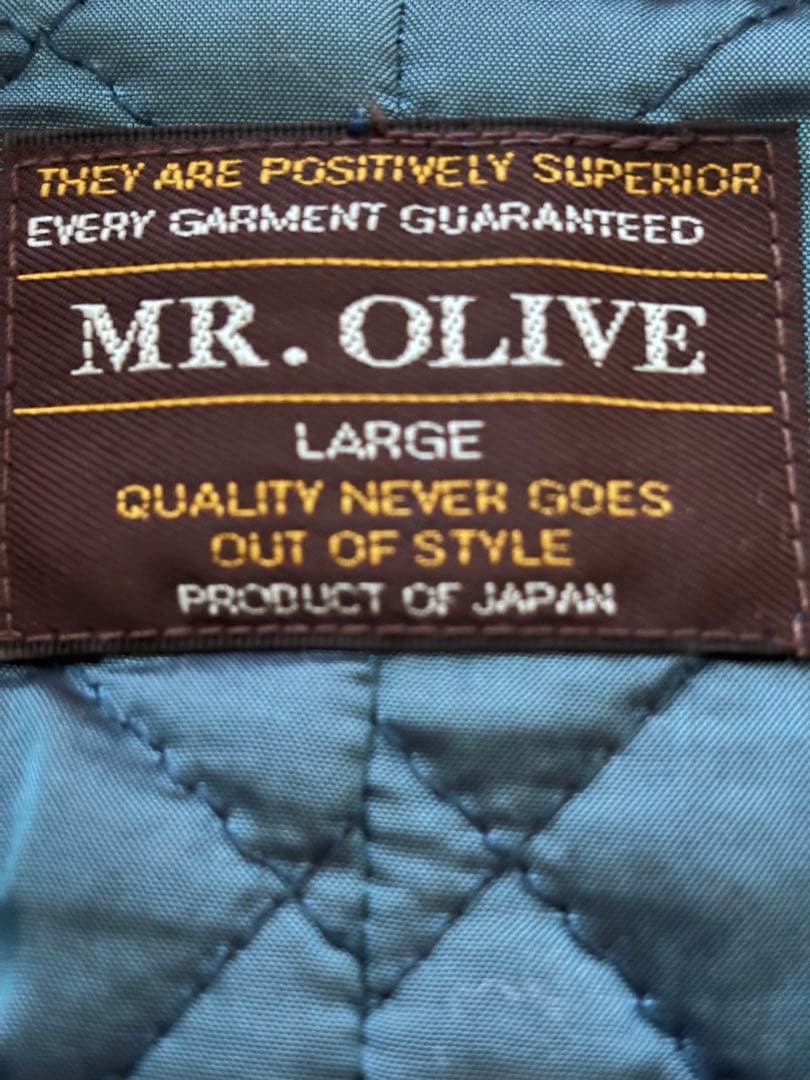 THEY ARE POSITIVELY SUPERIOR
EVERY GARMENT GUARANTEED
MR. OLIVE
LARGE
QUALITY NEVER GOES
OUT OF STYLE
PRODUCT OF JAPAN